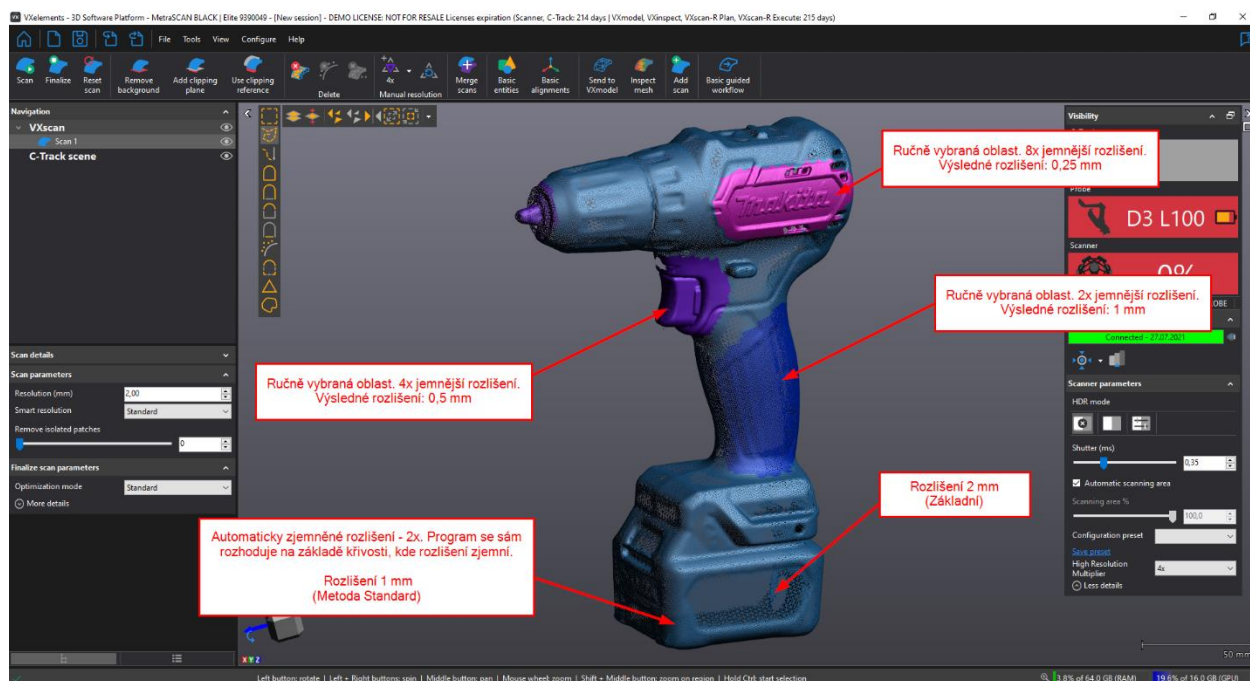 VXelements - 3D Software Platform - MetraSCAN BLACK | Elite 9390049 - [New session] - DEMO LICENSE: NOT FOR RESALE Licenses expiration (Scanner, C-Track: 214 days | VXmodel, VXinspect, VXscan-R Plan, VXscan-R Execute: 215 days)
File Tools View Configure Help
Scan
Finalize
Reset scan
Remove background
Add clipping plane
Use clipping reference
Delete
4x
Manual resolution
Merge scans
Basic entities
Basic alignments
Send to VXmodel
Inspect mesh
Add scan
Basic guided workflow
Navigation
VXscan
Scan 1
C-Track scene
Scan details
Scan parameters
Resolution (mm) 2,00
Smart resolution Standard
Remove isolated patches
0
Finalize scan parameters
Optimization mode Standard
More details
makita
Ručně vybraná oblast. 8x jemnější rozlišení.
Výsledné rozlišení: 0,25 mm
Ručně vybraná oblast. 2x jemnější rozlišení.
Výsledné rozlišení: 1 mm
Ručně vybraná oblast. 4x jemnější rozlišení.
Výsledné rozlišení: 0,5 mm
Rozlišení 2 mm
(Základní)
Automaticky zjemněné rozlišení - 2x. Program se sám
rozhoduje na základě křivosti, kde rozlišení zjemní.
Rozlišení 1 mm
(Metoda Standard)
X Y Z
50 mm
Visibility
Probe
D3 L100
Scanner
0%
Connected - 27.07.2021
Scanner parameters
HDR mode
Shutter (ms)
0,35
Automatic scanning area
Scanning area %
100,0
Configuration preset
Save preset
High Resolution
Multiplier 4x
Less details
Left button: rotate | Left + Right buttons: spin | Middle button: pan | Mouse wheel: zoom | Shift + Middle button: zoom on region | Hold Ctrl: start selection
3.8% of 64.0 GB (RAM) 19.6% of 16.0 GB (GPU)